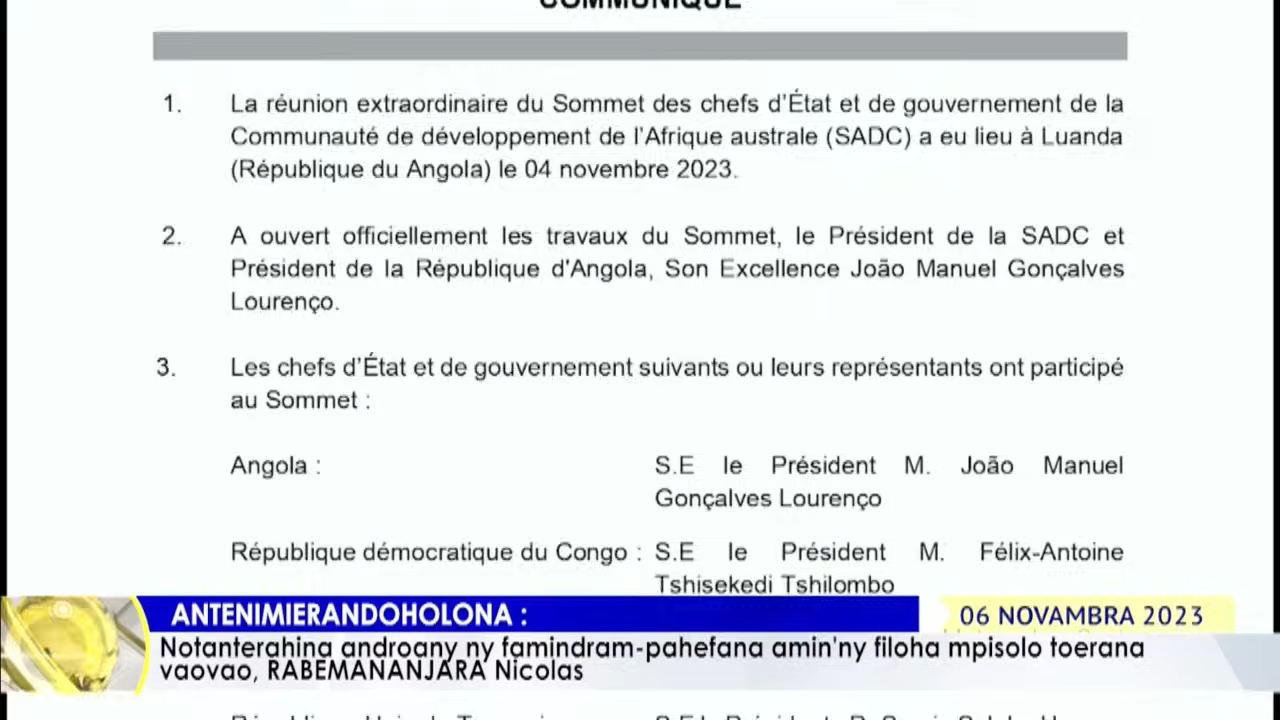 COMMUNIQUÉ
1. La réunion extraordinaire du Sommet des chefs d'État et de gouvernement de la
Communauté de développement de l'Afrique australe (SADC) a eu lieu à Luanda
(République du Angola) le 04 novembre 2023.
2. A ouvert officiellement les travaux du Sommet, le Président de la SADC et
Président de la République d'Angola, Son Excellence João Manuel Gonçalves
Lourenço.
3. Les chefs d'État et de gouvernement suivants ou leurs représentants ont participé
au Sommet :
Angola : S.E le Président M. João Manuel
Gonçalves Lourenço
République démocratique du Congo : S.E le Président M. Félix-Antoine
Tshisekedi Tshilombo
ANTENIMIERANDOHOLONA :
06 NOVAMBRA 2023
Notanterahina androany ny famindram-pahefana amin'ny filoha mpisolo toerana
vaovao, RABEMANANJARA Nicolas